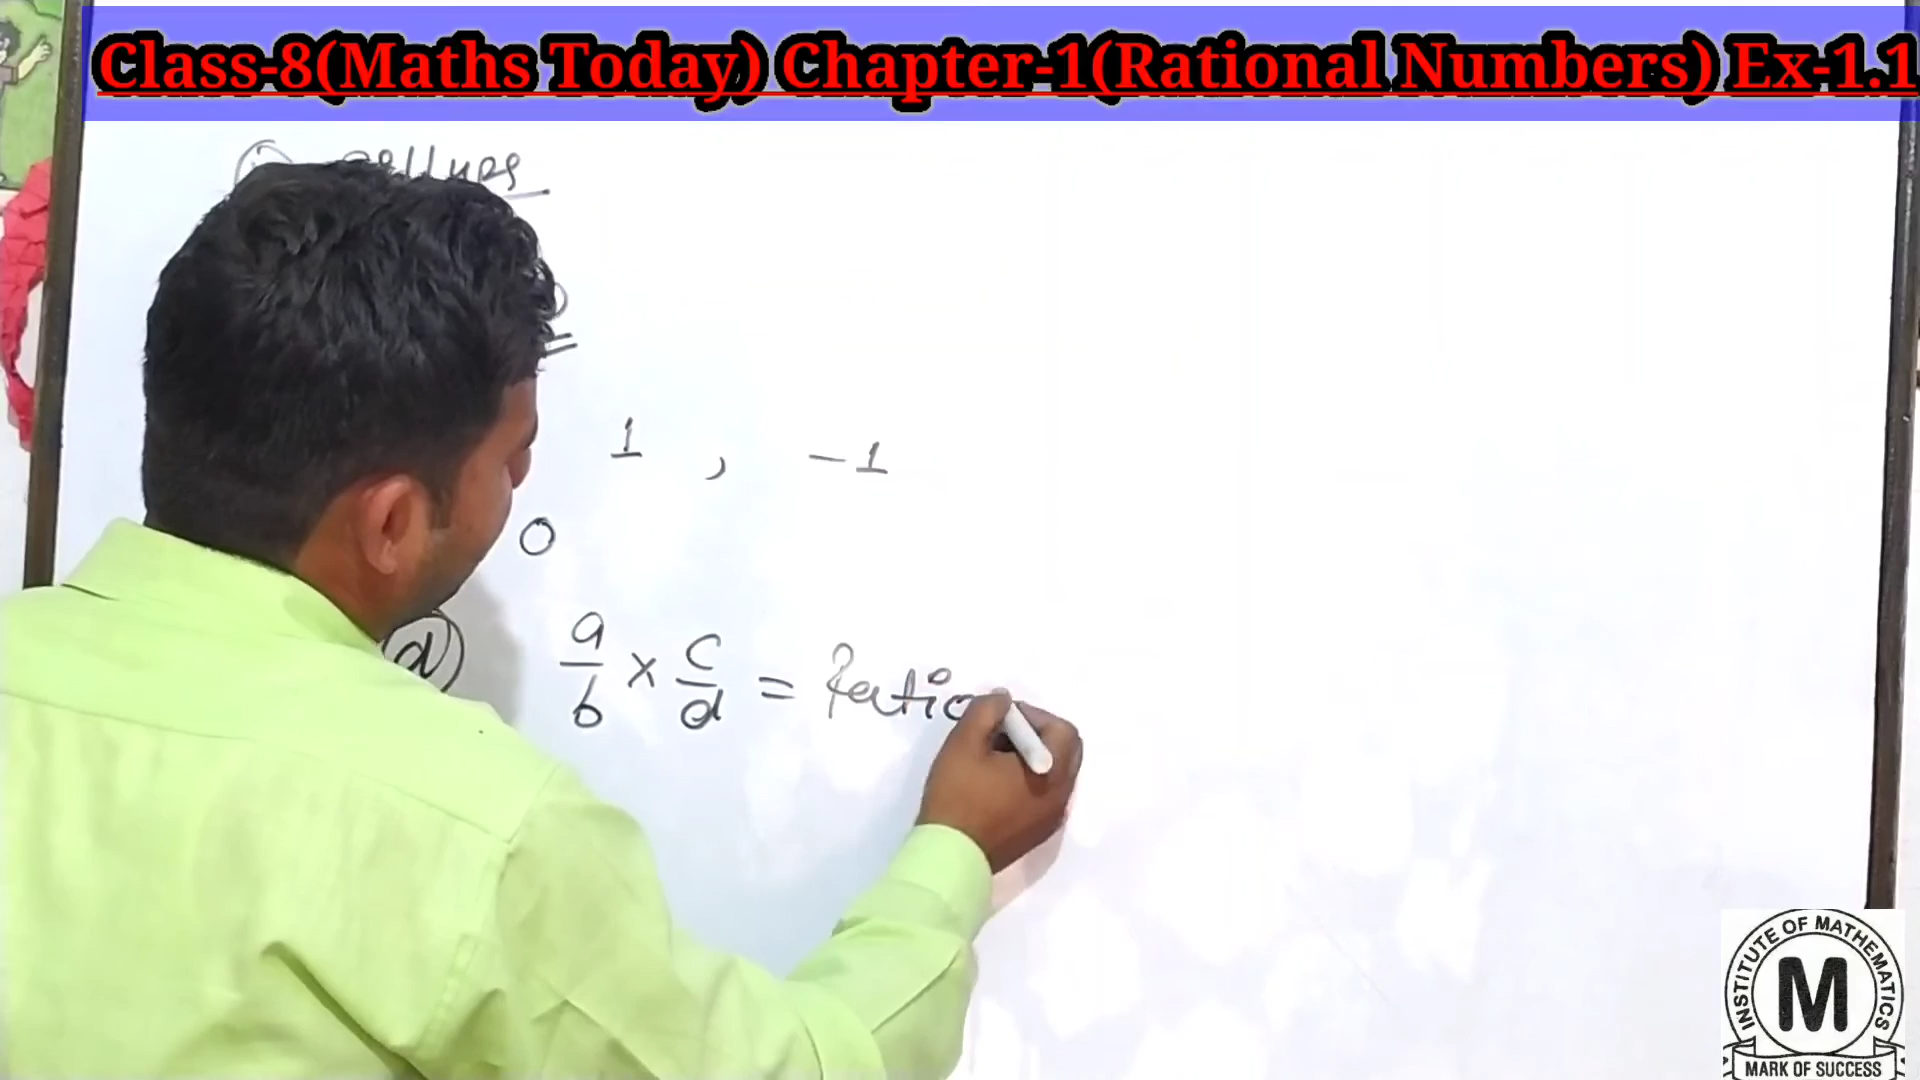 Class-8(Maths Today) Chapter-1(Rational Numbers) Ex-1.1
1 , -1
0
d a/b × c/d = Ratio
INSTITUTE OF MATHEMATICS
M
MARK OF SUCCESS